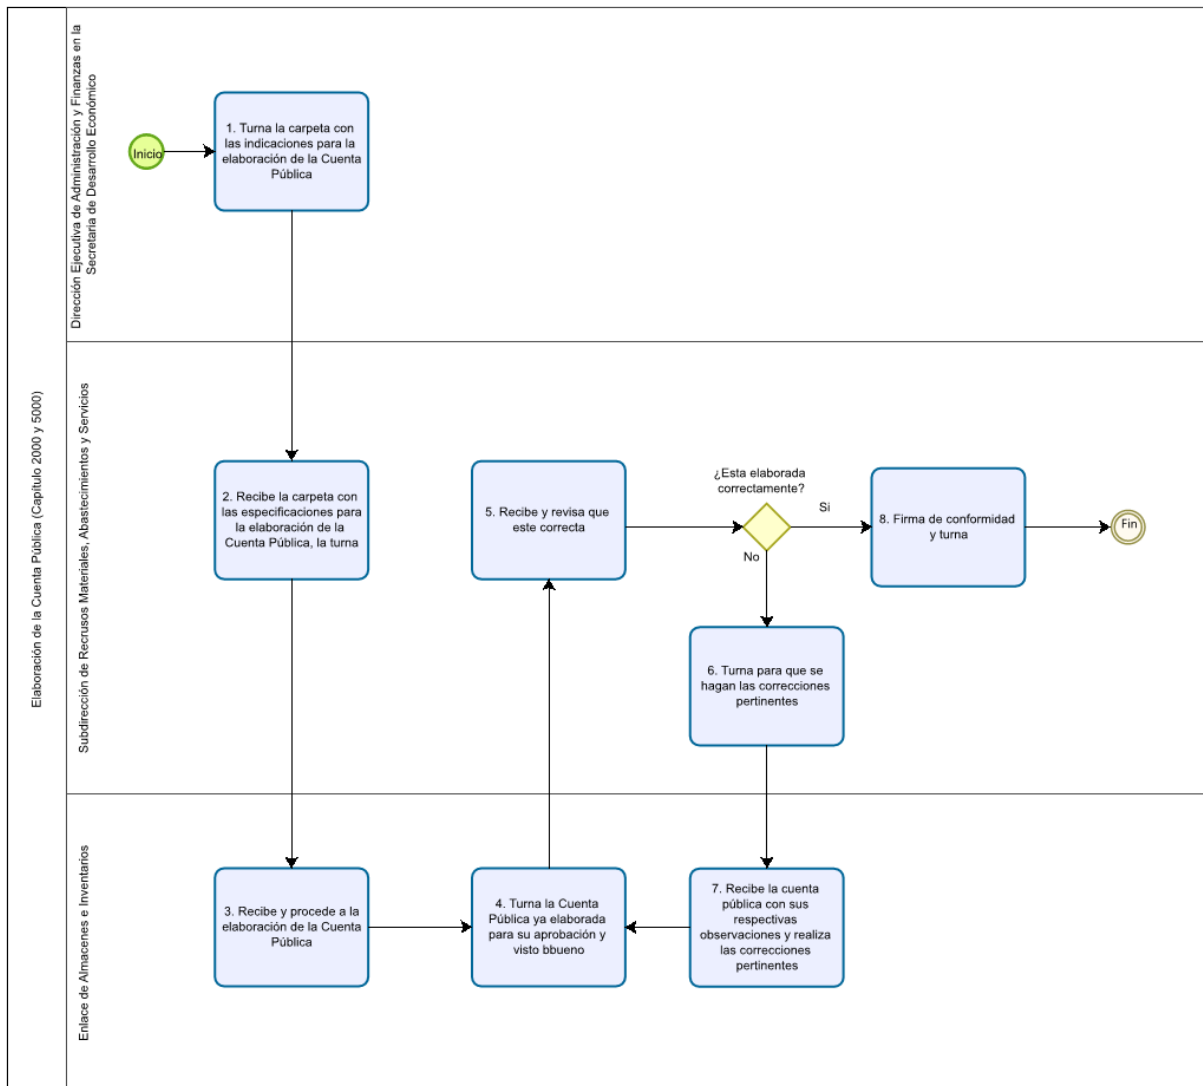 Elaboración de la Cuenta Pública (Capítulo 2000 y 5000)
Dirección Ejecutiva de Administración y Finanzas en la
Secretaría de Desarrollo Económico
Inicio
1. Turna la carpeta con
las indicaciones para la
elaboración de la Cuenta
Pública
Subdirección de Recrusos Materiales, Abastecimientos y Servicios
2. Recibe la carpeta con
las especificaciones para
la elaboración de la
Cuenta Pública, la turna
5. Recibe y revisa que
este correcta
¿Esta elaborada
correctamente?
Si
No
8. Firma de conformidad
y turna
Fin
6. Turna para que se
hagan las correcciones
pertinentes
Enlace de Almacenes e Inventarios
3. Recibe y procede a la
elaboración de la Cuenta
Pública
4. Turna la Cuenta
Pública ya elaborada
para su aprobación y
visto bbueno
7. Recibe la cuenta
pública con sus
respectivas
observaciones y realiza
las correcciones
pertinentes